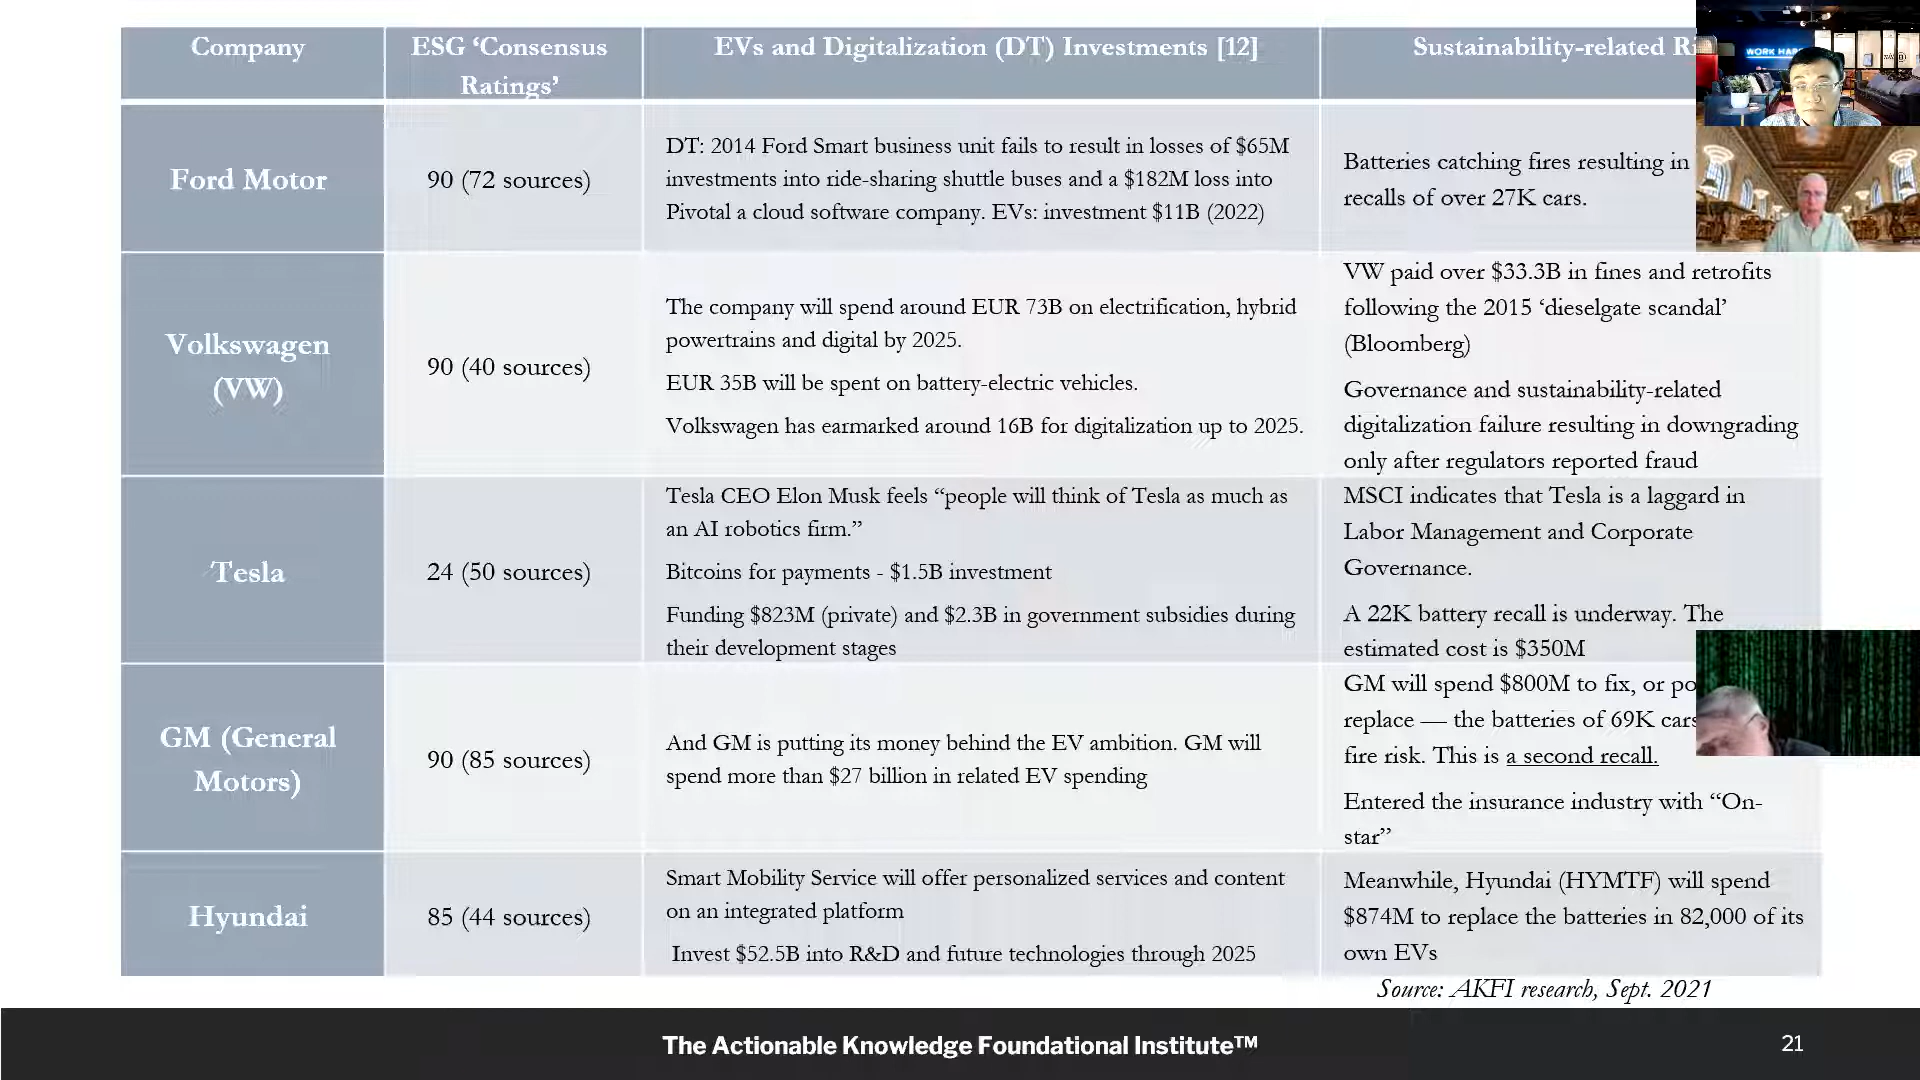 Company
ESG ‘Consensus
Ratings’
EVs and Digitalization (DT) Investments [12]
Sustainability-related
Ford Motor
90 (72 sources)
DT: 2014 Ford Smart business unit fails to result in losses of $65M
investments into ride-sharing shuttle buses and a $182M loss into
Pivotal a cloud software company. EVs: investment $11B (2022)
Batteries catching fires resulting in
recalls of over 27K cars.
Volkswagen
(VW)
90 (40 sources)
The company will spend around EUR 73B on electrification, hybrid
powertrains and digital by 2025.
EUR 35B will be spent on battery-electric vehicles.
Volkswagen has earmarked around 16B for digitalization up to 2025.
VW paid over $33.3B in fines and retrofits
following the 2015 ‘dieselgate scandal’
(Bloomberg)
Governance and sustainability-related
digitalization failure resulting in downgrading
only after regulators reported fraud
Tesla
24 (50 sources)
Tesla CEO Elon Musk feels “people will think of Tesla as much as
an AI robotics firm.”
Bitcoins for payments - $1.5B investment
Funding $823M (private) and $2.3B in government subsidies during
their development stages
MSCI indicates that Tesla is a laggard in
Labor Management and Corporate
Governance.
A 22K battery recall is underway. The
estimated cost is $350M
GM (General
Motors)
90 (85 sources)
And GM is putting its money behind the EV ambition. GM will
spend more than $27 billion in related EV spending
GM will spend $800M to fix, or
replace — the batteries of 69K cars
fire risk. This is a second recall.
Entered the insurance industry with “On-
star”
Hyundai
85 (44 sources)
Smart Mobility Service will offer personalized services and content
on an integrated platform
Invest $52.5B into R&D and future technologies through 2025
Meanwhile, Hyundai (HYMTF) will spend
$874M to replace the batteries in 82,000 of its
own EVs
Source: AKFI research, Sept. 2021
The Actionable Knowledge Foundational Institute™
21
WORK HARD